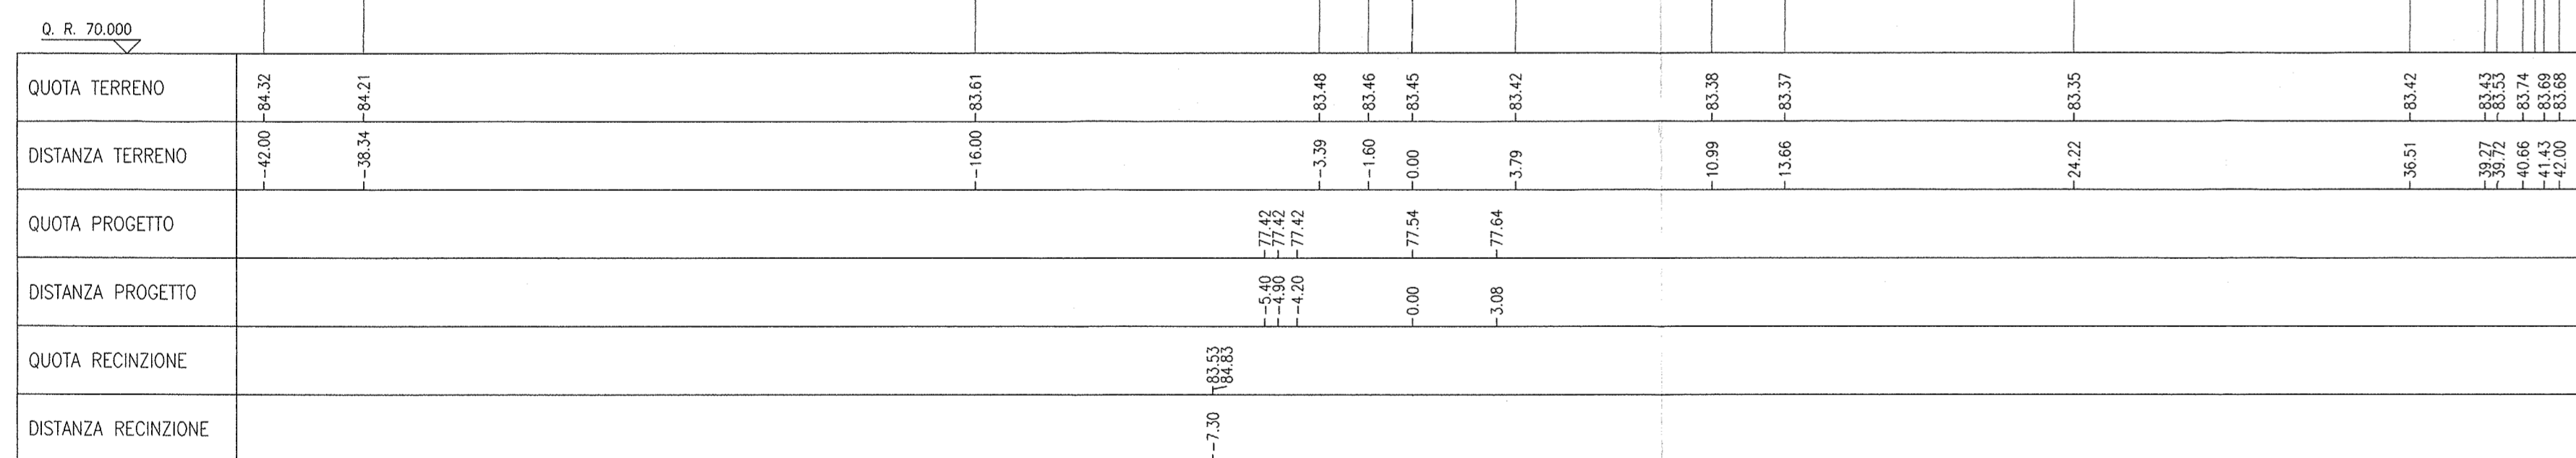 Q. R. 70.000
QUOTA TERRENO 84.32 84.21 83.61 83.48 83.46 83.45 83.42 83.38 83.37 83.35 83.42 83.43 83.53 83.74 83.69 83.68
DISTANZA TERRENO -42.00 -38.34 -16.00 -3.39 -1.60 0.00 3.79 10.99 13.66 24.22 36.51 39.27 39.72 40.66 41.43 42.00
QUOTA PROGETTO 77.42 77.42 77.42 77.54 77.64
DISTANZA PROGETTO -5.40 -4.90 -4.20 0.00 3.08
QUOTA RECINZIONE 83.53 84.83
DISTANZA RECINZIONE -7.30